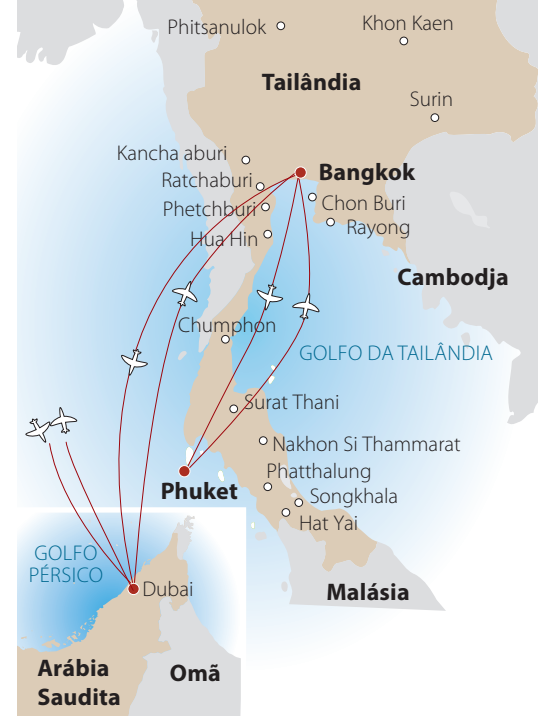 Phitsanulok
Khon Kaen
Tailândia
Surin
Kancha aburi
Bangkok
Ratchaburi
Chon Buri
Phetchburi
Rayong
Hua Hin
Cambodja
Chumphon
GOLFO DA TAILÂNDIA
Surat Thani
Nakhon Si Thammarat
Phatthalung
Phuket
Songkhala
Hat Yai
GOLFO
PÉRSICO
Dubai
Malásia
Arábia
Saudita
Omã